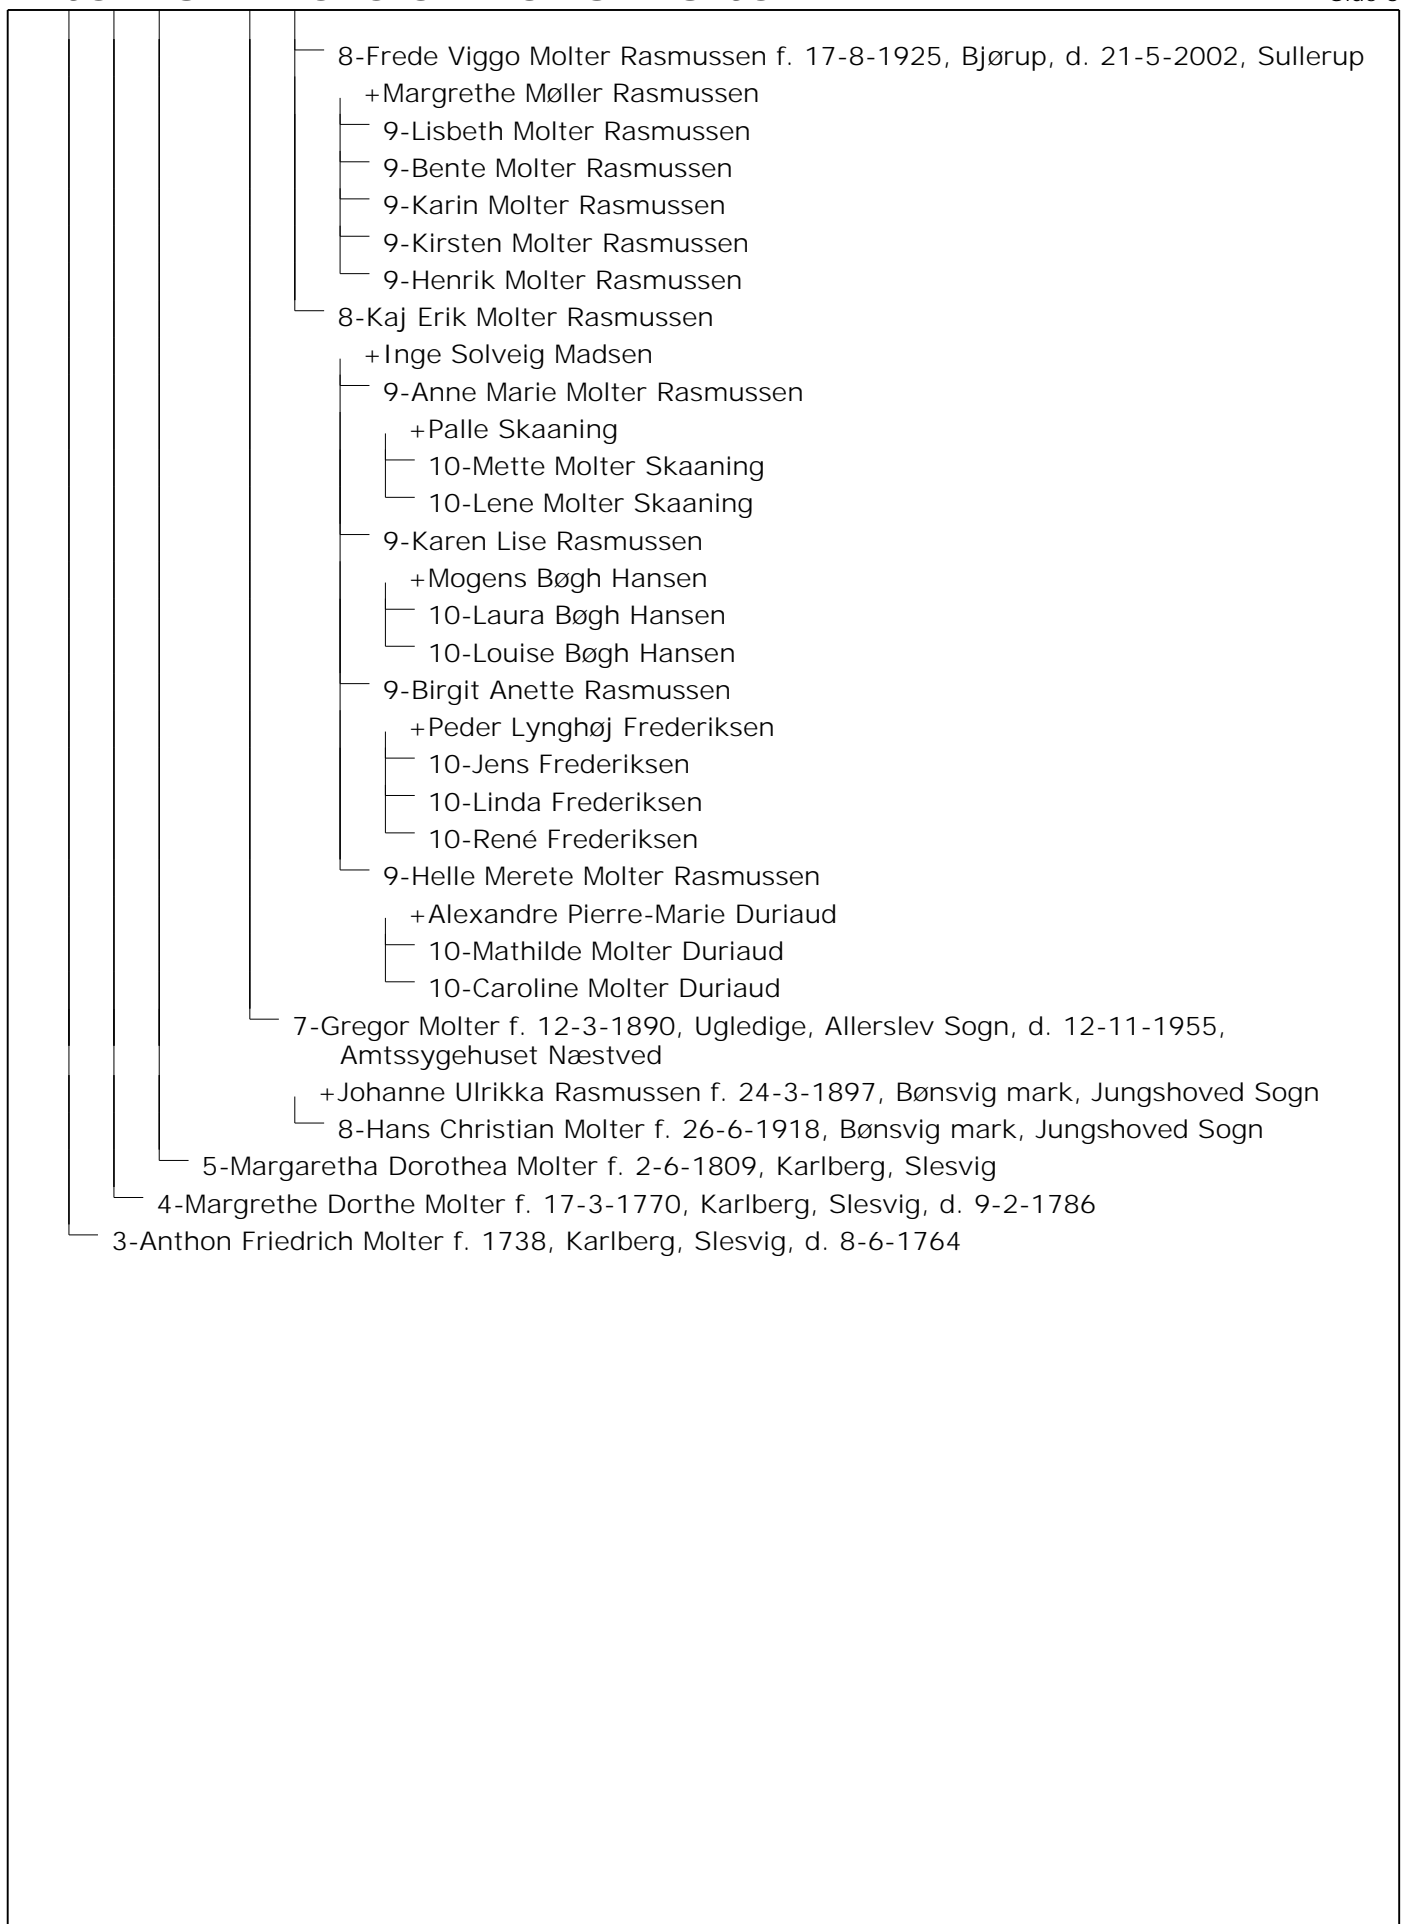 8-Frede Viggo Molter Rasmussen f. 17-8-1925, Bjørup, d. 21-5-2002, Sullerup
+Margrethe Møller Rasmussen
9-Lisbeth Molter Rasmussen
9-Bente Molter Rasmussen
9-Karin Molter Rasmussen
9-Kirsten Molter Rasmussen
9-Henrik Molter Rasmussen
8-Kaj Erik Molter Rasmussen
+Inge Solveig Madsen
9-Anne Marie Molter Rasmussen
+Palle Skaaning
10-Mette Molter Skaaning
10-Lene Molter Skaaning
9-Karen Lise Rasmussen
+Mogens Bøgh Hansen
10-Laura Bøgh Hansen
10-Louise Bøgh Hansen
9-Birgit Anette Rasmussen
+Peder Lynghøj Frederiksen
10-Jens Frederiksen
10-Linda Frederiksen
10-René Frederiksen
9-Helle Merete Molter Rasmussen
+Alexandre Pierre-Marie Duriaud
10-Mathilde Molter Duriaud
10-Caroline Molter Duriaud
7-Gregor Molter f. 12-3-1890, Ugledige, Allerslev Sogn, d. 12-11-1955,
Amtssygehuset Næstved
+Johanne Ulrikka Rasmussen f. 24-3-1897, Bønsvig mark, Jungshoved Sogn
8-Hans Christian Molter f. 26-6-1918, Bønsvig mark, Jungshoved Sogn
5-Margaretha Dorothea Molter f. 2-6-1809, Karlberg, Slesvig
4-Margrethe Dorthe Molter f. 17-3-1770, Karlberg, Slesvig, d. 9-2-1786
3-Anthon Friedrich Molter f. 1738, Karlberg, Slesvig, d. 8-6-1764